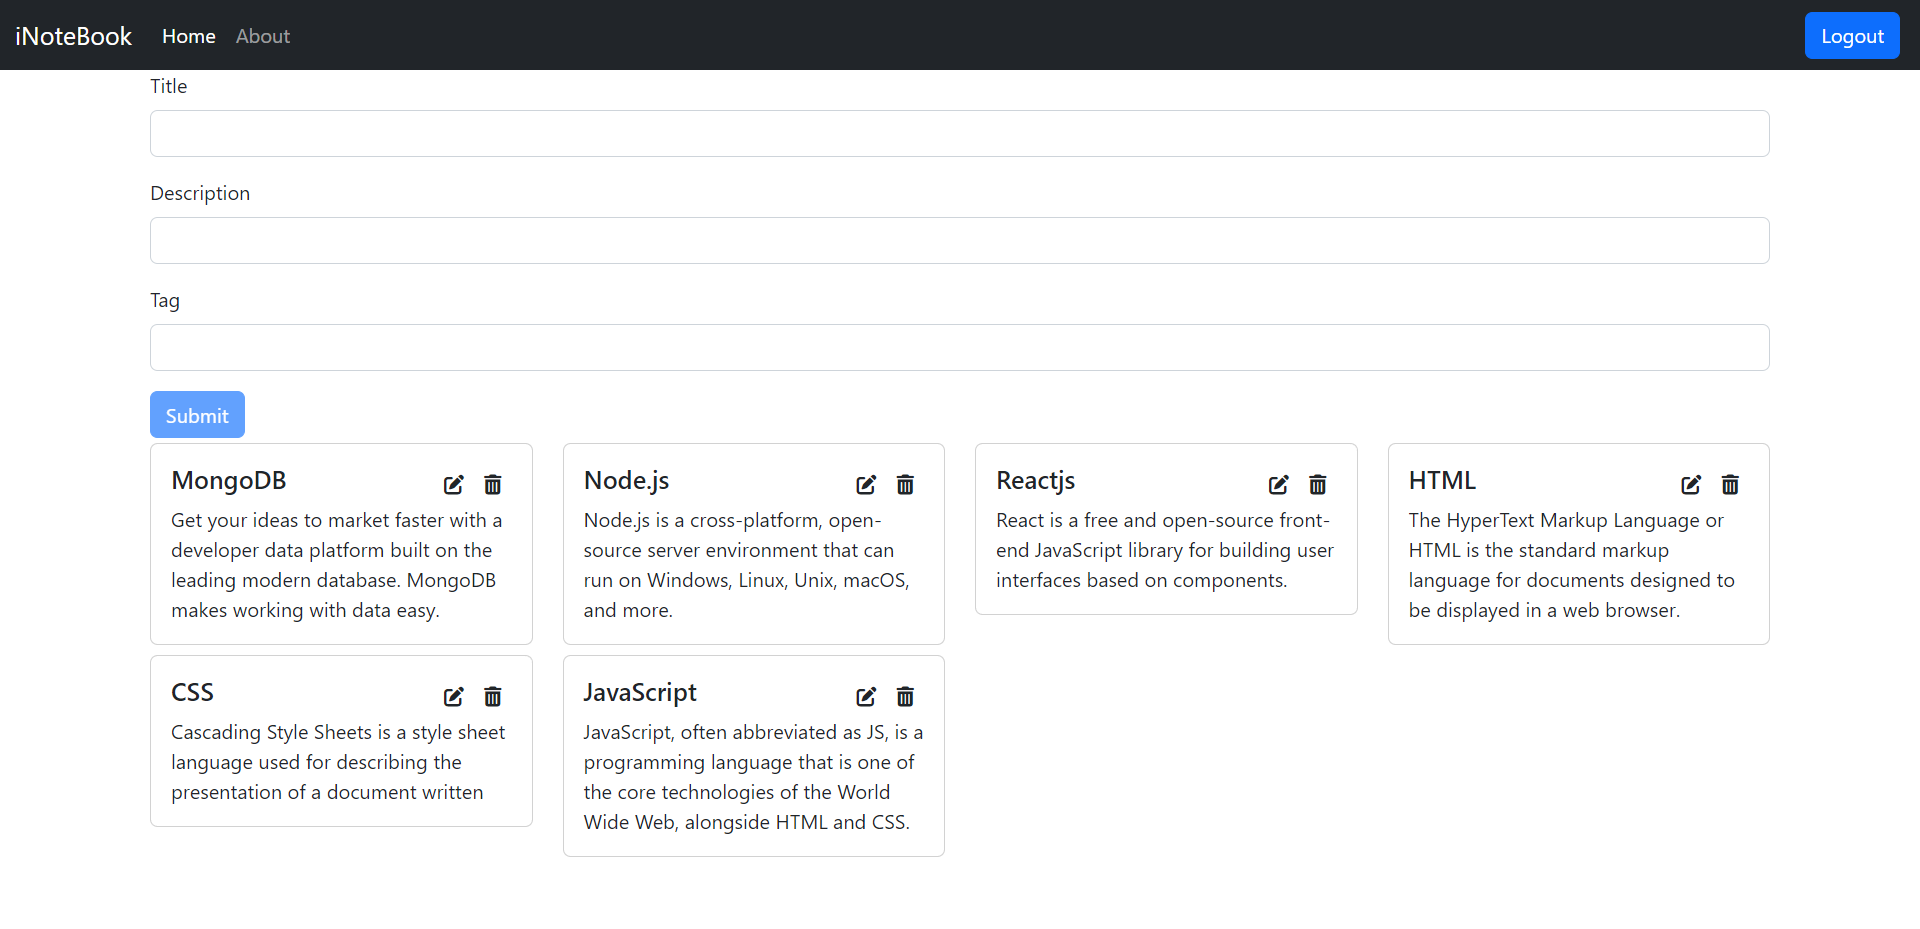 iNoteBook Home About Logout
Title
Description
Tag
Submit
MongoDB
Get your ideas to market faster with a
developer data platform built on the
leading modern database. MongoDB
makes working with data easy.
Node.js
Node.js is a cross-platform, open-
source server environment that can
run on Windows, Linux, Unix, macOS,
and more.
Reactjs
React is a free and open-source front-
end JavaScript library for building user
interfaces based on components.
HTML
The HyperText Markup Language or
HTML is the standard markup
language for documents designed to
be displayed in a web browser.
CSS
Cascading Style Sheets is a style sheet
language used for describing the
presentation of a document written
JavaScript
JavaScript, often abbreviated as JS, is a
programming language that is one of
the core technologies of the World
Wide Web, alongside HTML and CSS.